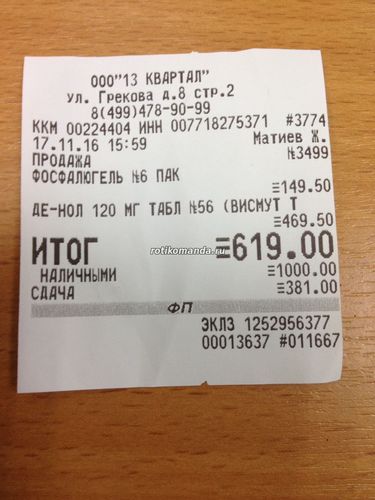 ООО"13 КВАРТАЛ"
Ул. Грекова д.8 стр.2
8(499)478-90-99
ККМ 00224404 ИНН 007718275371 #3774
17.11.16 15:59 Матиев Ж.
ПРОДАЖА №3499
ФОСФАЛЮГЕЛЬ №6 ПАК
≡149.50
ДЕ-НОЛ 120 МГ ТАБЛ №56 (ВИСМУТ Т
≡469.50
ИТОГ ≡619.00
rotikomanda.ru
НАЛИЧНЫМИ ≡1000.00
СДАЧА ≡381.00
ФП
ЭКЛЗ 1252956377
00013637 #011667